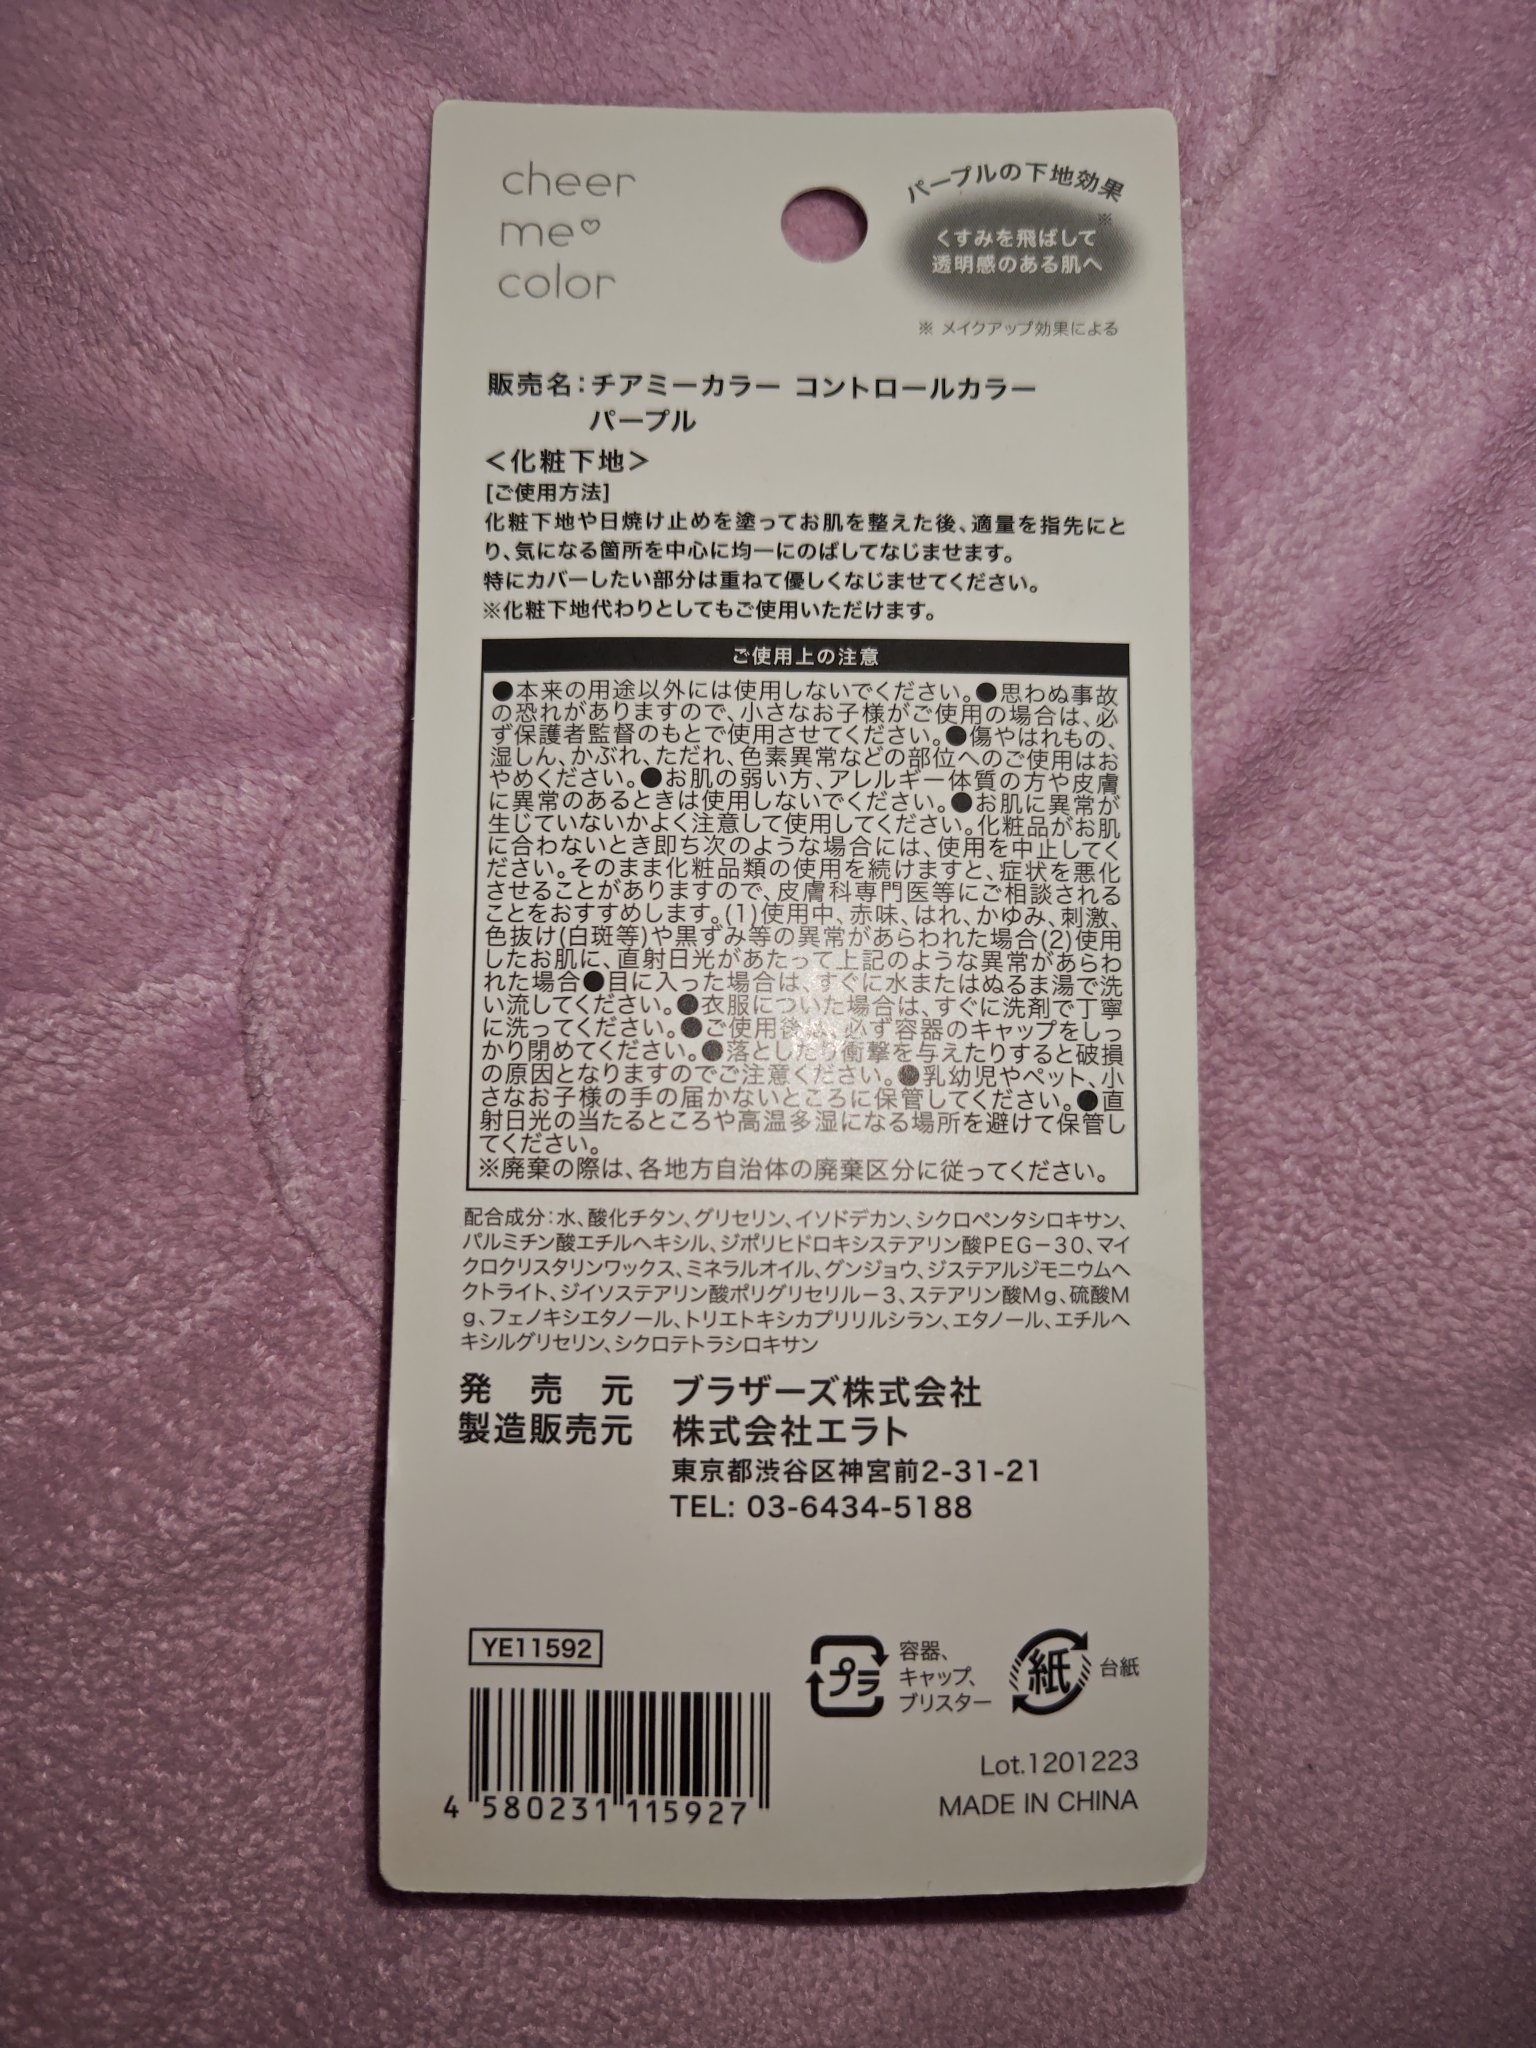 cheer
me♡
color
パープルの下地効果
※
くすみを飛ばして
透明感のある肌へ
※ メイクアップ効果による
販売名：チアミーカラー コントロールカラー
パープル
＜化粧下地＞
[ご使用方法]
化粧下地や日焼け止めを塗ってお肌を整えた後、適量を指先にと
り、気になる箇所を中心に均一にのばしてなじませます。
特にカバーしたい部分は重ねて優しくなじませてください。
※化粧下地代わりとしてもご使用いただけます。
ご使用上の注意
●本来の用途以外には使用しないでください。●思わぬ事故
の恐れがありますので、小さなお子様がご使用の場合は、必
ず保護者監督のもとで使用させてください。●傷やはれもの、
湿しん、かぶれ、ただれ、色素異常などの部位へのご使用はお
やめください。●お肌の弱い方、アレルギー体質の方や皮膚
に異常のあるときは使用しないでください。●お肌に異常が
生じていないかよく注意して使用してください。化粧品がお肌
に合わないとき即ち次のような場合には、使用を中止してく
ださい。そのまま化粧品類の使用を続けますと、症状を悪化
させることがありますので、皮膚科専門医等にご相談される
ことをおすすめします。(1)使用中、赤味、はれ、かゆみ、刺激、
色抜け(白斑等)や黒ずみ等の異常があらわれた場合(2)使用
したお肌に、直射日光があたって上記のような異常があらわ
れた場合●目に入った場合は、すぐに水またはぬるま湯で洗
い流してください。●衣服についた場合は、すぐに洗剤で丁寧
に洗ってください。●ご使用後は、必ず容器のキャップをしっ
かり閉めてください。●落としたり衝撃を与えたりすると破損
の原因となりますのでご注意ください。●乳幼児やペット、小
さなお子様の手の届かないところに保管してください。●直
射日光の当たるところや高温多湿になる場所を避けて保管し
てください。
※廃棄の際は、各地方自治体の廃棄区分に従ってください。
配合成分：水、酸化チタン、グリセリン、イソドデカン、シクロペンタシロキサン、
パルミチン酸エチルヘキシル、ジポリヒドロキシステアリン酸PEG－30、マイ
クロクリスタリンワックス、ミネラルオイル、グンジョウ、ジステアルジモニウムヘ
クトライト、ジイソステアリン酸ポリグリセリル－3、ステアリン酸Mg、硫酸M
g、フェノキシエタノール、トリエトキシカプリリルシラン、エタノール、エチルヘ
キシルグリセリン、シクロテトラシロキサン
発売元 ブラザーズ株式会社
製造販売元 株式会社エラト
東京都渋谷区神宮前2-31-21
TEL: 03-6434-5188
YE11592
プラ
容器、
キャップ、
ブリスター
紙
台紙
4 580231 115927
Lot.1201223
MADE IN CHINA